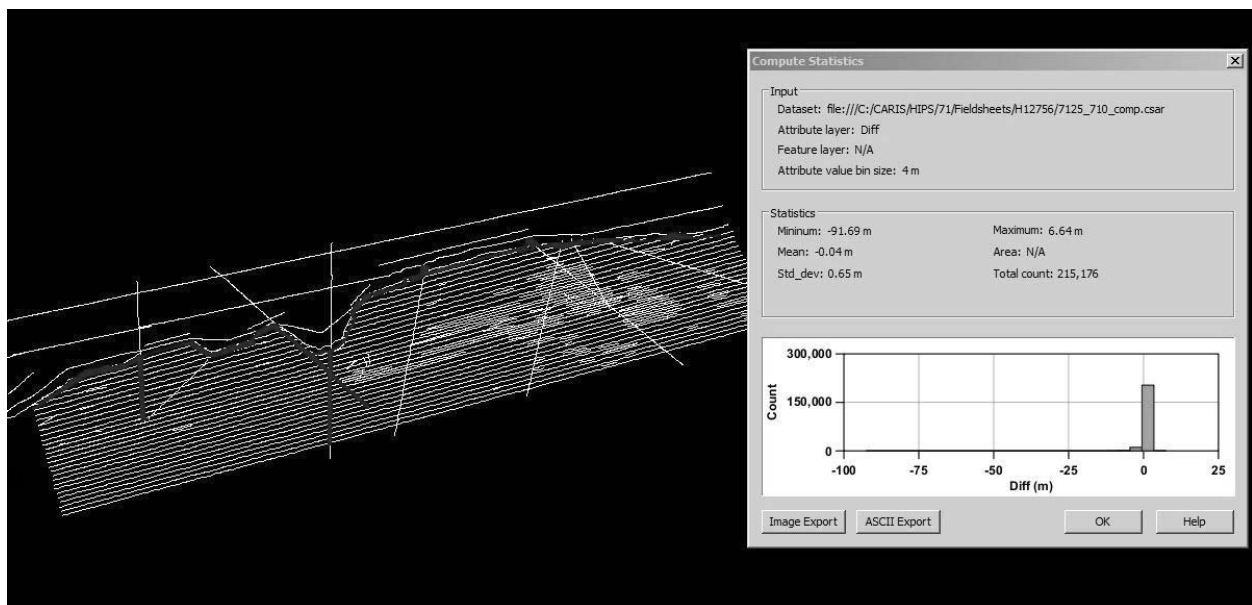 Compute Statistics
Input
Dataset: file:///C:/CARIS/HIPS/71/Fieldsheets/H12756/7125_710_comp.csar
Attribute layer: Diff
Feature layer: N/A
Attribute value bin size: 4 m
Statistics
Mininum: -91.69 m Maximum: 6.64 m
Mean: -0.04 m Area: N/A
Std_dev: 0.65 m Total count: 215,176
300,000
150,000
0
Count
-100 -75 -50 -25 0 25
Diff (m)
Image Export ASCII Export OK Help